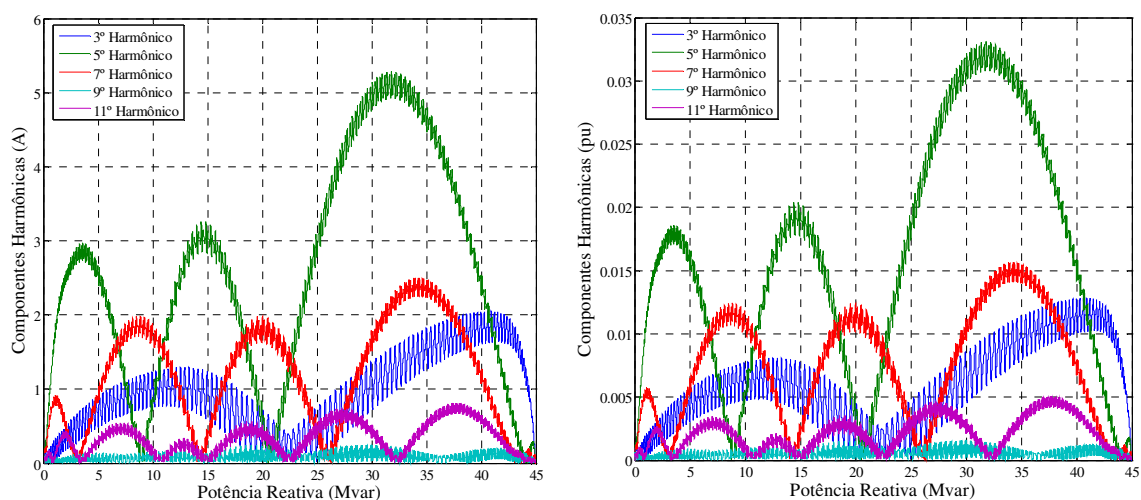 3º Harmônico
5º Harmônico
7º Harmônico
9º Harmônico
11º Harmônico
Componentes Harmônicas (A)
6
5
4
3
2
1
0
0 5 10 15 20 25 30 35 40 45
Potência Reativa (Mvar)
3º Harmônico
5º Harmônico
7º Harmônico
9º Harmônico
11º Harmônico
Componentes Harmônicas (pu)
0.035
0.03
0.025
0.02
0.015
0.01
0.005
0
0 5 10 15 20 25 30 35 40 45
Potência Reativa (Mvar)